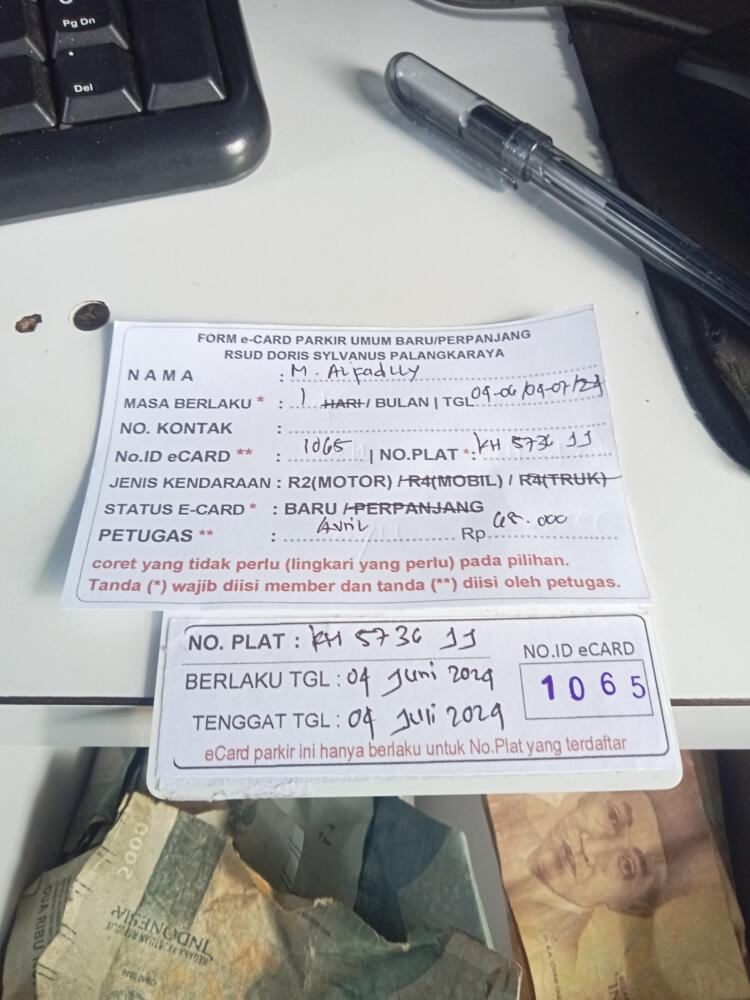 Pg Dn
Del
FORM e-CARD PARKIR UMUM BARU/PERPANJANG
RSUD DORIS SYLVANUS PALANGKARAYA
NAMA : M. Alfadlly
MASA BERLAKU * : 1 HARI / BULAN | TGL 04-06/04-07/24
NO. KONTAK :
No.ID eCARD ** : 1065 | NO.PLAT * : KH 5736 JJ
JENIS KENDARAAN : R2(MOTOR) / R4(MOBIL) / R4(TRUK)
STATUS E-CARD * : BARU / PERPANJANG
PETUGAS ** : Avril Rp 68.000
coret yang tidak perlu (lingkari yang perlu) pada pilihan.
Tanda (*) wajib diisi member dan tanda (**) diisi oleh petugas.
NO. PLAT : KH 5736 JJ
NO.ID eCARD
BERLAKU TGL : 04 Juni 2024
1065
TENGGAT TGL : 04 Juli 2024
eCard parkir ini hanya berlaku untuk No.Plat yang terdaftar
2000
INDONESIA
DUA RIBU